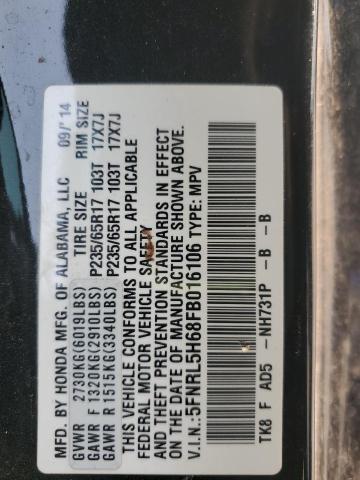 MFD. BY HONDA MFG. OF ALABAMA, LLC 09/'14
GVWR 2730KG(6019LBS) TIRE SIZE RIM SIZE
GAWR F 1320KG(2910LBS) P235/65R17 103T 17X7J
GAWR R 1515KG(3340LBS) P235/65R17 103T 17X7J
THIS VEHICLE CONFORMS TO ALL APPLICABLE
FEDERAL MOTOR VEHICLE SAFETY
AND THEFT PREVENTION STANDARDS IN EFFECT
ON THE DATE OF MANUFACTURE SHOWN ABOVE.
V.I.N.: 5FNRL5H68FB016106 TYPE: MPV
TK8 F AD5 -NH731P - B - B